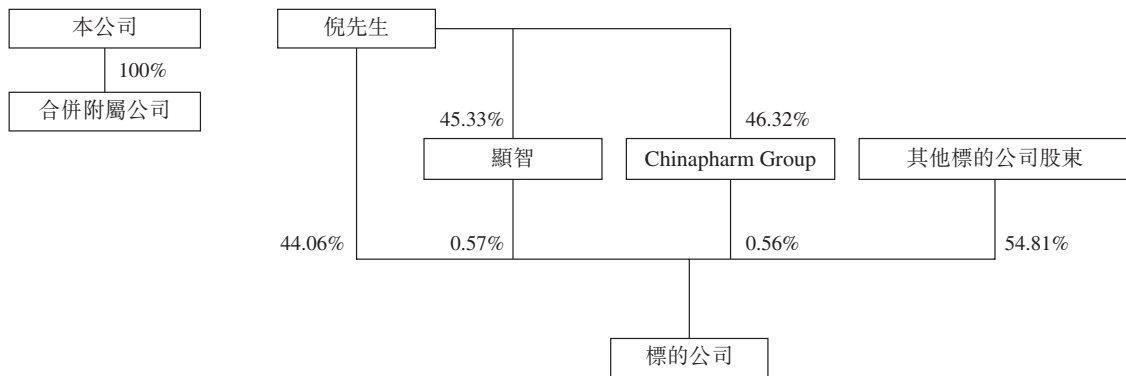 本公司
倪先生
100%
合併附屬公司
45.33%
46.32%
顯智
Chinapharm Group
其他標的公司股東
44.06%
0.57%
0.56%
54.81%
標的公司